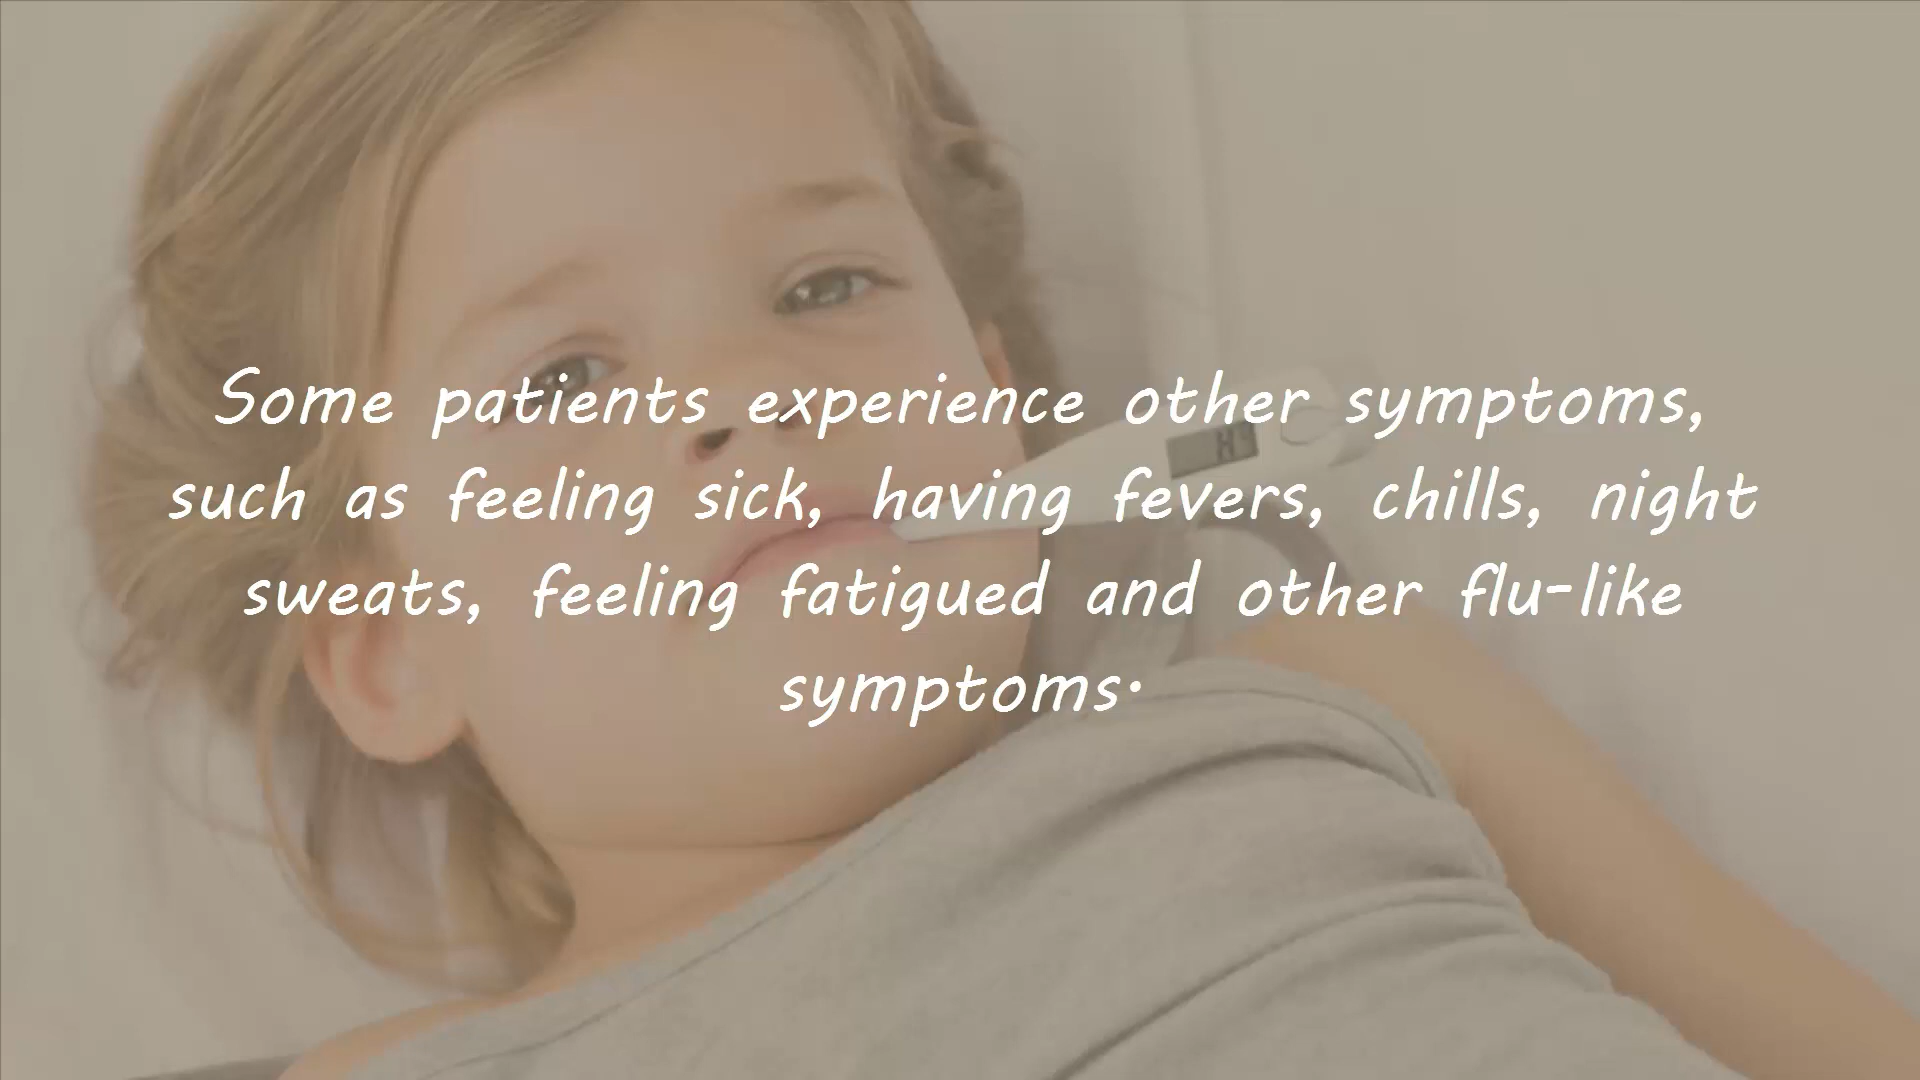 Some patients experience other symptoms,
such as feeling sick, having fevers, chills, night
sweats, feeling fatigued and other flu-like
symptoms.